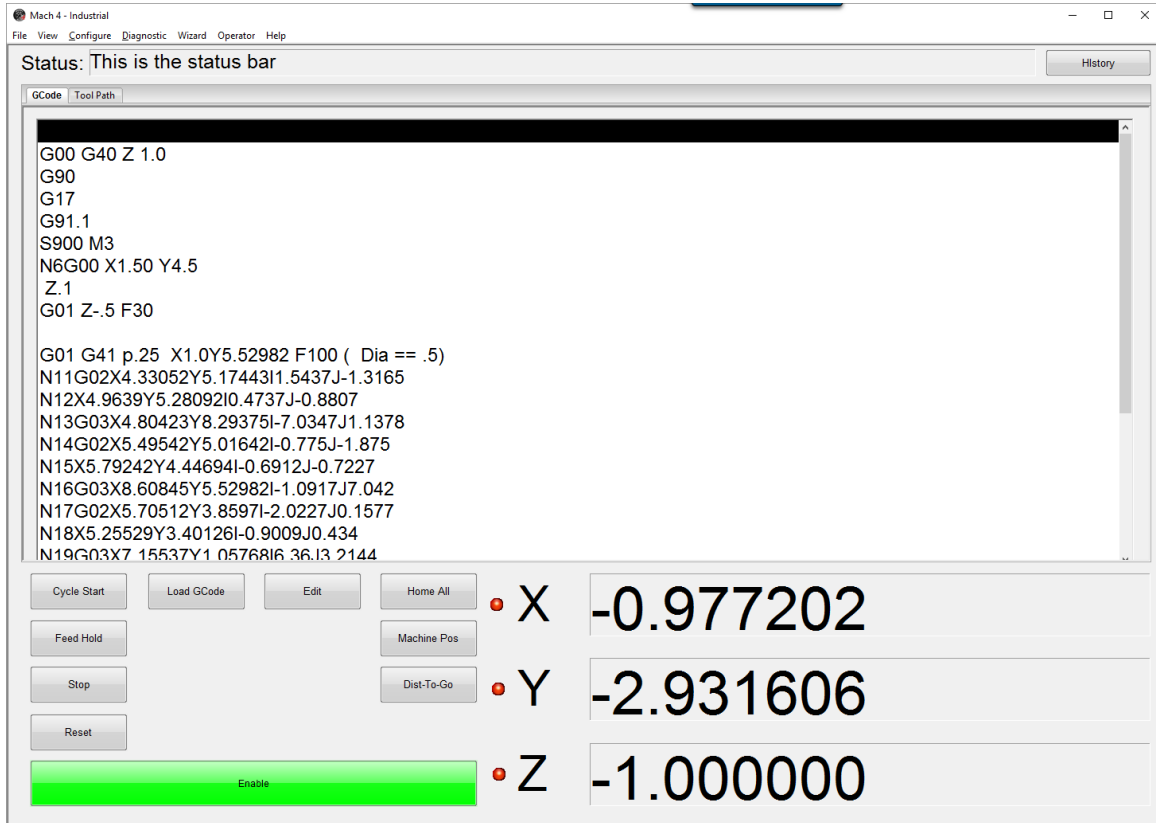 Mach 4 - Industrial
File View Configure Diagnostic Wizard Operator Help
Status: This is the status bar HIstory
GCode Tool Path
G00 G40 Z 1.0
G90
G17
G91.1
S900 M3
N6G00 X1.50 Y4.5
Z.1
G01 Z-.5 F30
G01 G41 p.25  X1.0Y5.52982 F100 (  Dia == .5)
N11G02X4.33052Y5.17443I1.5437J-1.3165
N12X4.9639Y5.28092I0.4737J-0.8807
N13G03X4.80423Y8.29375I-7.0347J1.1378
N14G02X5.49542Y5.01642I-0.775J-1.875
N15X5.79242Y4.44694I-0.6912J-0.7227
N16G03X8.60845Y5.52982I-1.0917J7.042
N17G02X5.70512Y3.8597I-2.0227J0.1577
N18X5.25529Y3.40126I-0.9009J0.434
N19G03X7.15537Y1.05768I6.36J3.2144
Cycle Start Load GCode Edit Home All X -0.977202
Feed Hold Machine Pos
Stop Dist-To-Go Y -2.931606
Reset
Enable Z -1.000000